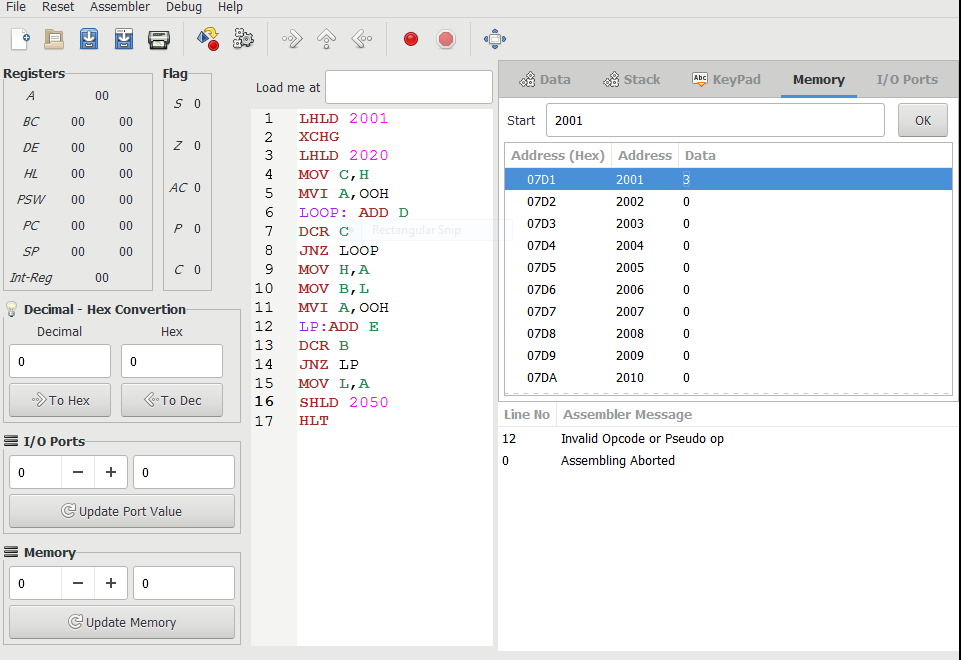 File Reset Assembler Debug Help
Registers
A 00
BC 00 00
DE 00 00
HL 00 00
PSW 00 00
PC 00 00
SP 00 00
Int-Reg 00
Flag
S 0
Z 0
AC 0
P 0
C 0
Decimal - Hex Convertion
Decimal Hex
0 0
To Hex To Dec
I/O Ports
0 − + 0
Update Port Value
Memory
0 − + 0
Update Memory
Load me at
1 LHLD 2001
2 XCHG
3 LHLD 2020
4 MOV C,H
5 MVI A,OOH
6 LOOP: ADD D
7 DCR C
Rectangular Snip
8 JNZ LOOP
9 MOV H,A
10 MOV B,L
11 MVI A,OOH
12 LP:ADD E
13 DCR B
14 JNZ LP
15 MOV L,A
16 SHLD 2050
17 HLT
Data Stack Abc KeyPad Memory I/O Ports
Start 2001 OK
Address (Hex) Address Data
07D1 2001 3
07D2 2002 0
07D3 2003 0
07D4 2004 0
07D5 2005 0
07D6 2006 0
07D7 2007 0
07D8 2008 0
07D9 2009 0
07DA 2010 0
Line No Assembler Message
12 Invalid Opcode or Pseudo op
0 Assembling Aborted